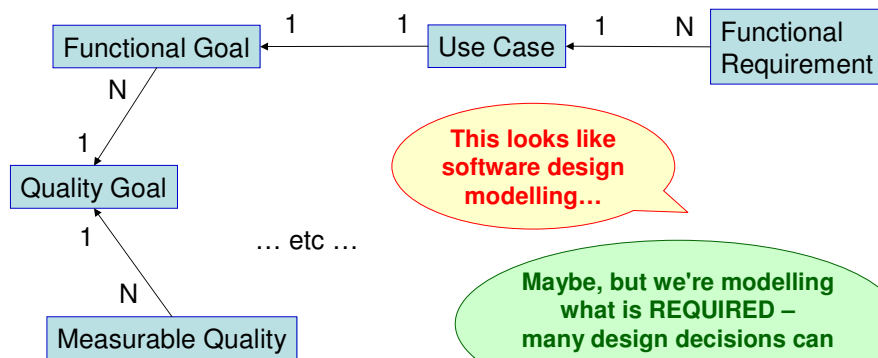 1
1
1
N
Functional Goal
Use Case
Functional
Requirement
N
1
This looks like
software design
modelling…
Quality Goal
1
… etc …
N
Maybe, but we're modelling
what is REQUIRED –
many design decisions can
Measurable Quality